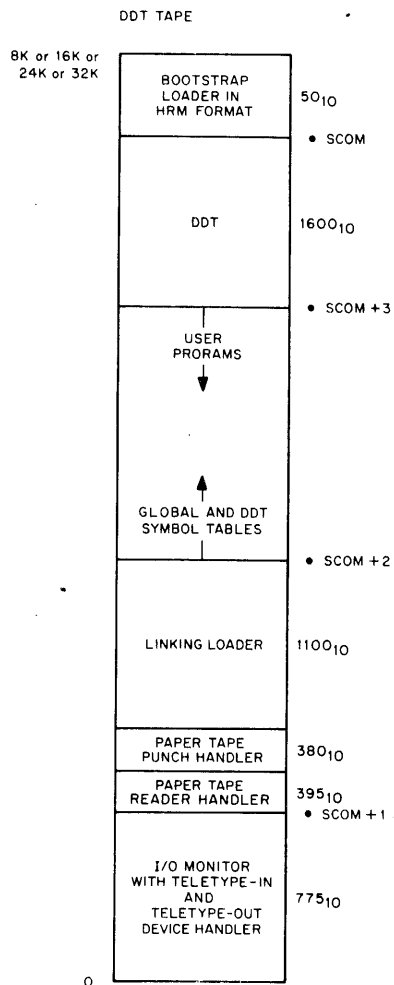 DDT TAPE
8K or 16K or
24K or 32K
BOOTSTRAP
LOADER IN
HRM FORMAT
50₁₀
• SCOM
DDT
1600₁₀
• SCOM +3
USER
PRORAMS
GLOBAL AND DDT
SYMBOL TABLES
• SCOM +2
LINKING LOADER
1100₁₀
PAPER TAPE
PUNCH HANDLER
380₁₀
PAPER TAPE
READER HANDLER
395₁₀
• SCOM +1
I/O MONITOR
WITH TELETYPE-IN
AND
TELETYPE-OUT
DEVICE HANDLER
775₁₀
0